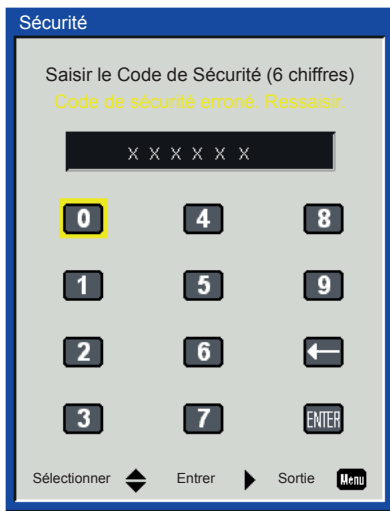 Sécurité
Saisir le Code de Sécurité (6 chiffres)
Code de sécurité erroné. Ressaisir.
X X X X X X
0 4 8
1 5 9
2 6
3 7 ENTER
Sélectionner Entrer Sortie Menu